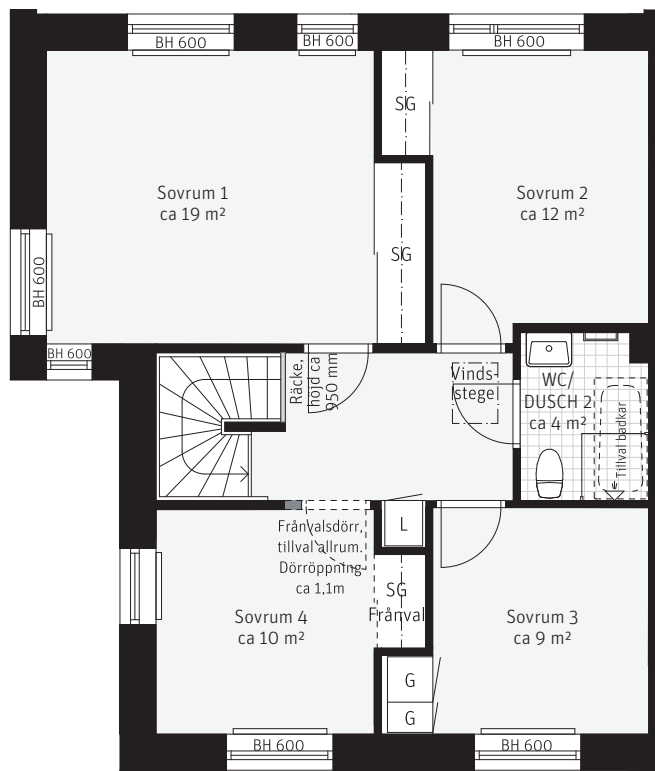 BH 600
BH 600
BH 600
SG
Sovrum 1
ca 19 m²
Sovrum 2
ca 12 m²
SG
BH 600
BH 600
Räcke,
höjd ca
950 mm
Vinds-
stege
WC/
DUSCH 2
ca 4 m²
Tillval badkar
L
Frånvalsdörr,
tillval allrum.
Dörröppning
ca 1,1m
SG
Frånval
Sovrum 4
ca 10 m²
Sovrum 3
ca 9 m²
G
G
BH 600
BH 600